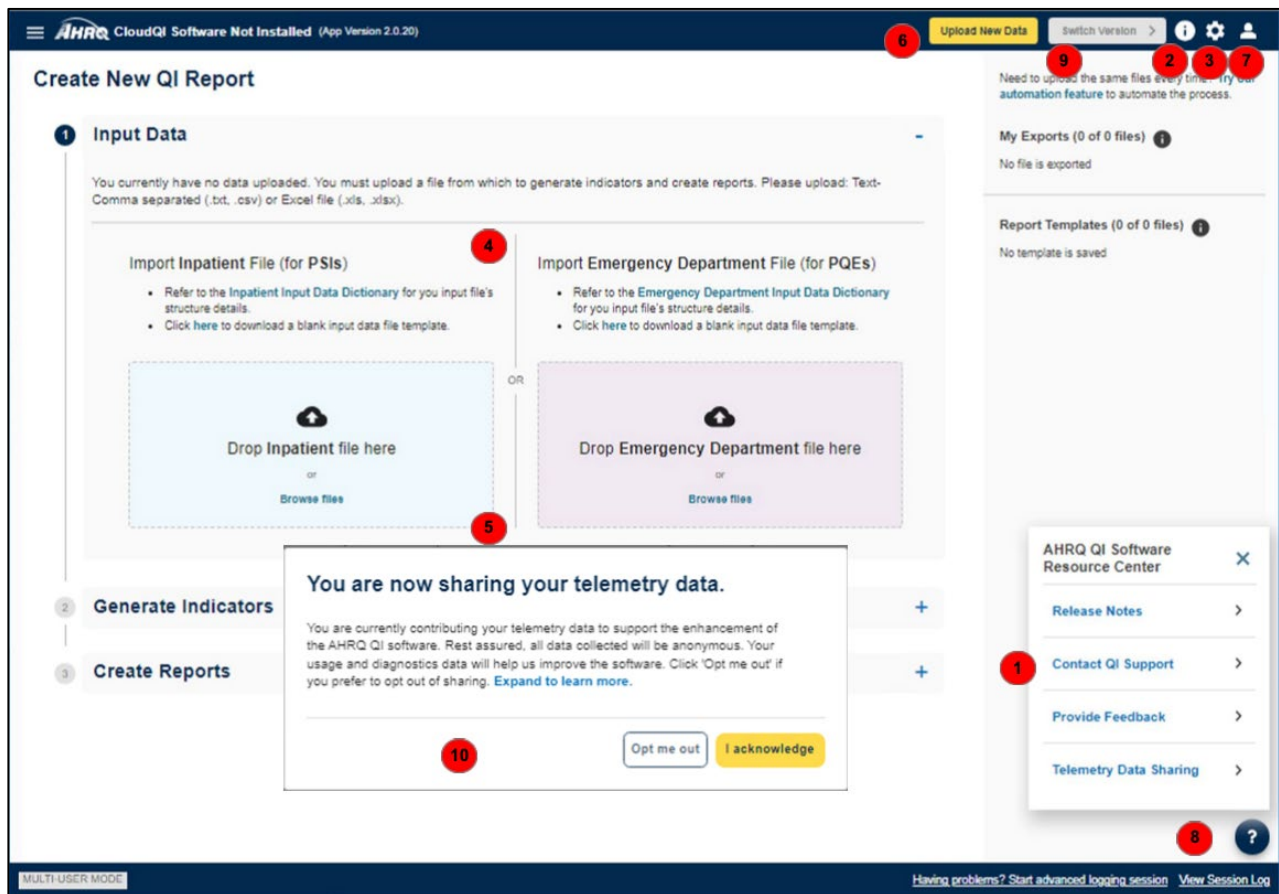 AHRQ CloudQI Software Not Installed (App Version 2.0.20)
6
Upload New Data
Switch Version >
9
2
3
7
Create New QI Report
Need to upload the same files every time? Try our
automation feature to automate the process.
1
Input Data
-
My Exports (0 of 0 files)
No file is exported
You currently have no data uploaded. You must upload a file from which to generate indicators and create reports. Please upload: Text-
Comma separated (.txt, .csv) or Excel file (.xls, .xlsx).
Report Templates (0 of 0 files)
No template is saved
4
Import Inpatient File (for PSIs)
• Refer to the Inpatient Input Data Dictionary for you input file's
structure details.
• Click here to download a blank input data file template.
Drop Inpatient file here
or
Browse files
OR
Import Emergency Department File (for PQEs)
• Refer to the Emergency Department Input Data Dictionary
for you input file's structure details.
• Click here to download a blank input data file template.
Drop Emergency Department file here
or
Browse files
5
You are now sharing your telemetry data.
You are currently contributing your telemetry data to support the enhancement of
the AHRQ QI software. Rest assured, all data collected will be anonymous. Your
usage and diagnostics data will help us improve the software. Click 'Opt me out' if
you prefer to opt out of sharing. Expand to learn more.
10
Opt me out
I acknowledge
2
Generate Indicators
+
3
Create Reports
+
AHRQ QI Software
Resource Center
×
Release Notes >
1
Contact QI Support >
Provide Feedback >
Telemetry Data Sharing >
8
?
MULTI-USER MODE
Having problems? Start advanced logging session
View Session Log